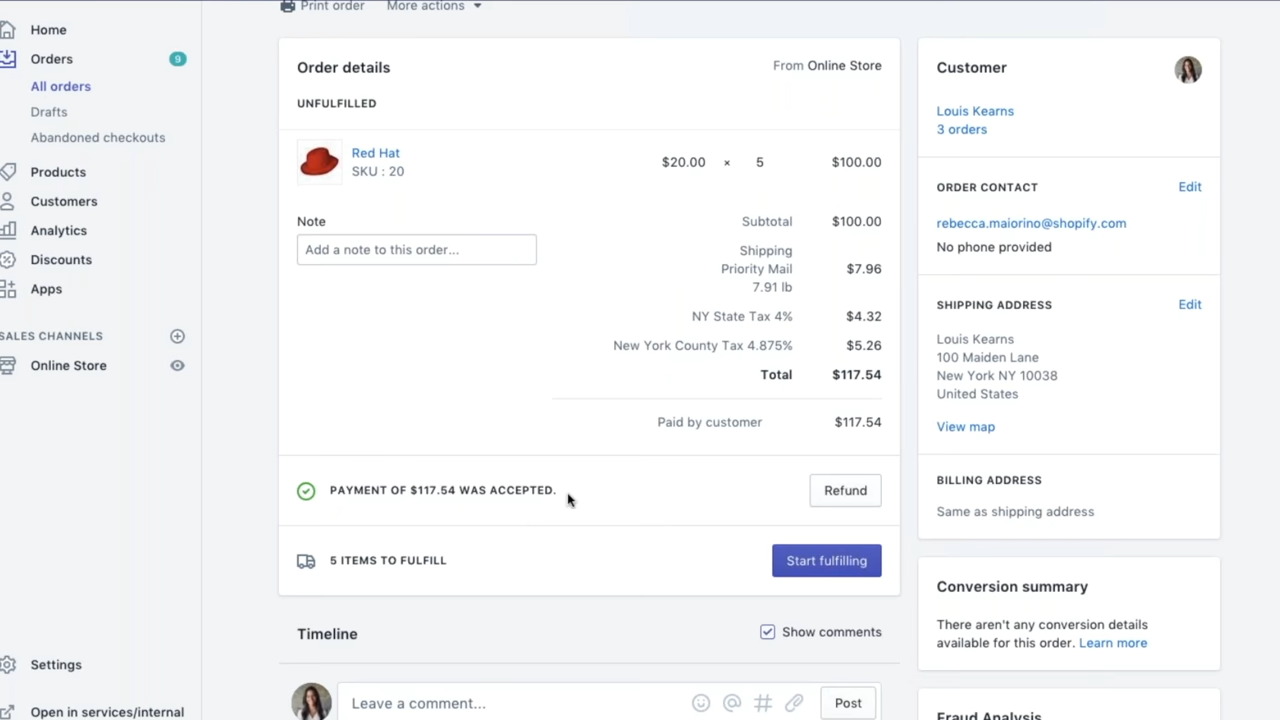 Print order More actions
Home
Orders 9
All orders
Drafts
Abandoned checkouts
Products
Customers
Analytics
Discounts
Apps
SALES CHANNELS
Online Store
Settings
Open in services/internal
Order details From Online Store
UNFULFILLED
Red Hat
SKU : 20
$20.00 × 5 $100.00
Note
Add a note to this order...
Subtotal $100.00
Shipping
Priority Mail $7.96
7.91 lb
NY State Tax 4% $4.32
New York County Tax 4.875% $5.26
Total $117.54
Paid by customer $117.54
PAYMENT OF $117.54 WAS ACCEPTED. Refund
5 ITEMS TO FULFILL Start fulfilling
Timeline Show comments
Leave a comment... Post
Customer
Louis Kearns
3 orders
ORDER CONTACT Edit
rebecca.maiorino@shopify.com
No phone provided
SHIPPING ADDRESS Edit
Louis Kearns
100 Maiden Lane
New York NY 10038
United States
View map
BILLING ADDRESS
Same as shipping address
Conversion summary
There aren't any conversion details
available for this order. Learn more
Fraud Analysis